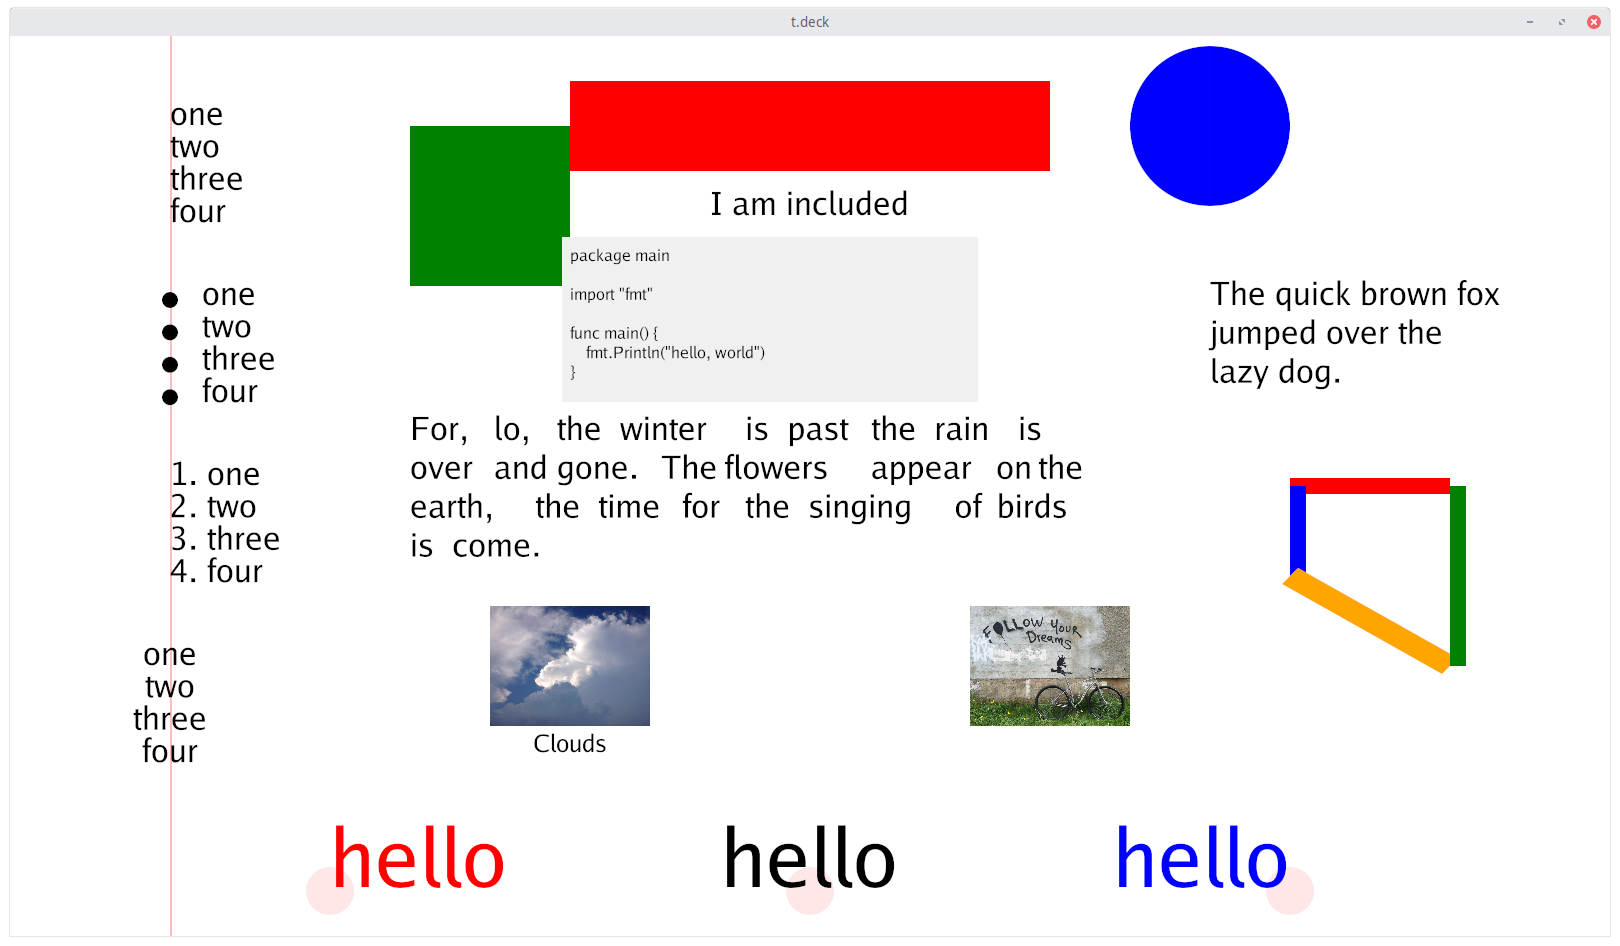 t.deck
one
two
three
four
one
two
three
four
1. one
2. two
3. three
4. four
one
two
three
four
I am included
package main
import "fmt"
func main() {
    fmt.Println("hello, world")
}
For, lo, the winter is past the rain is
over and gone. The flowers appear on the
earth, the time for the singing of birds
is come.
The quick brown fox
jumped over the
lazy dog.
FOLLOW YOUR
Dreams
Clouds
hello
hello
hello